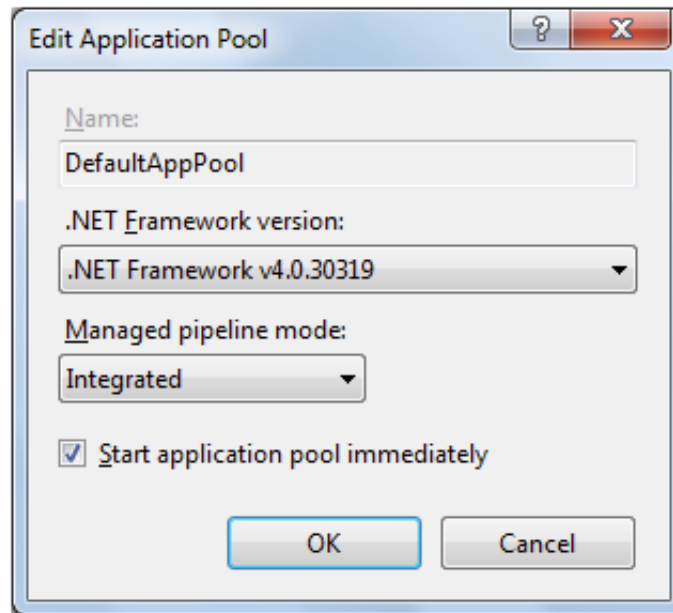 Edit Application Pool
Name:
DefaultAppPool
.NET Framework version:
.NET Framework v4.0.30319
Managed pipeline mode:
Integrated
Start application pool immediately
OK Cancel